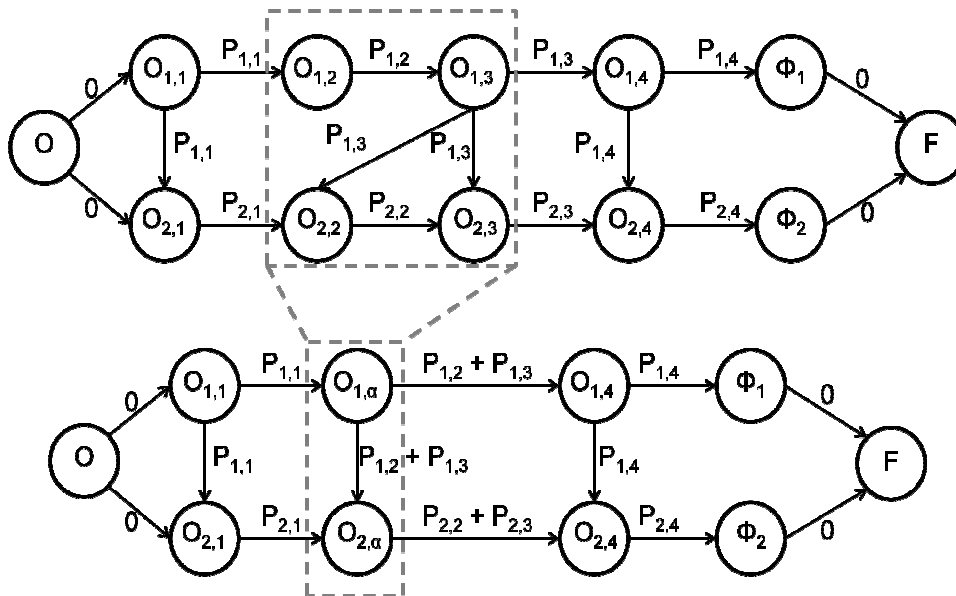 P1,1 P1,2 P1,3 P1,4
O1,1 O1,2 O1,3 O1,4 Φ1
0 0
O P1,1 P1,3 P1,3 P1,4 F
0 P2,1 P2,2 P2,3 P2,4 0
O2,1 O2,2 O2,3 O2,4 Φ2
P1,1 P1,2 + P1,3 P1,4
O1,1 O1,α O1,4 Φ1
0 0
O P1,1 P1,2 + P1,3 P1,4 F
0 P2,1 P2,2 + P2,3 P2,4 0
O2,1 O2,α O2,4 Φ2